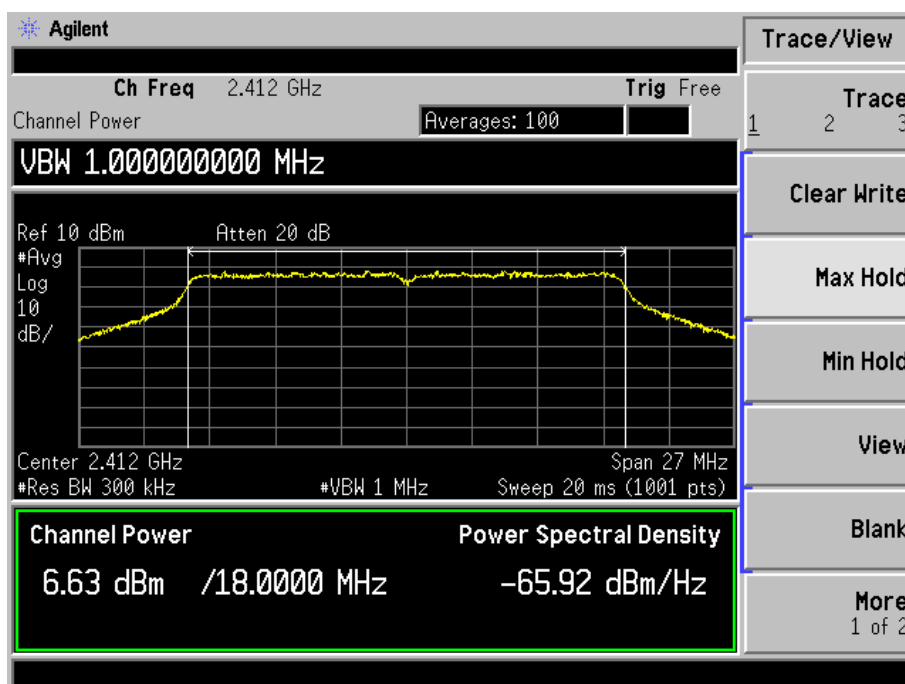 Agilent
Ch Freq 2.412 GHz Trig Free
Channel Power Averages: 100
VBW 1.000000000 MHz
Ref 10 dBm Atten 20 dB
#Avg
Log
10
dB/
Center 2.412 GHz Span 27 MHz
#Res BW 300 kHz #VBW 1 MHz Sweep 20 ms (1001 pts)
Channel Power Power Spectral Density
6.63 dBm /18.0000 MHz -65.92 dBm/Hz
Trace/View
Trace
1 2 3
Clear Write
Max Hold
Min Hold
View
Blank
More
1 of 2